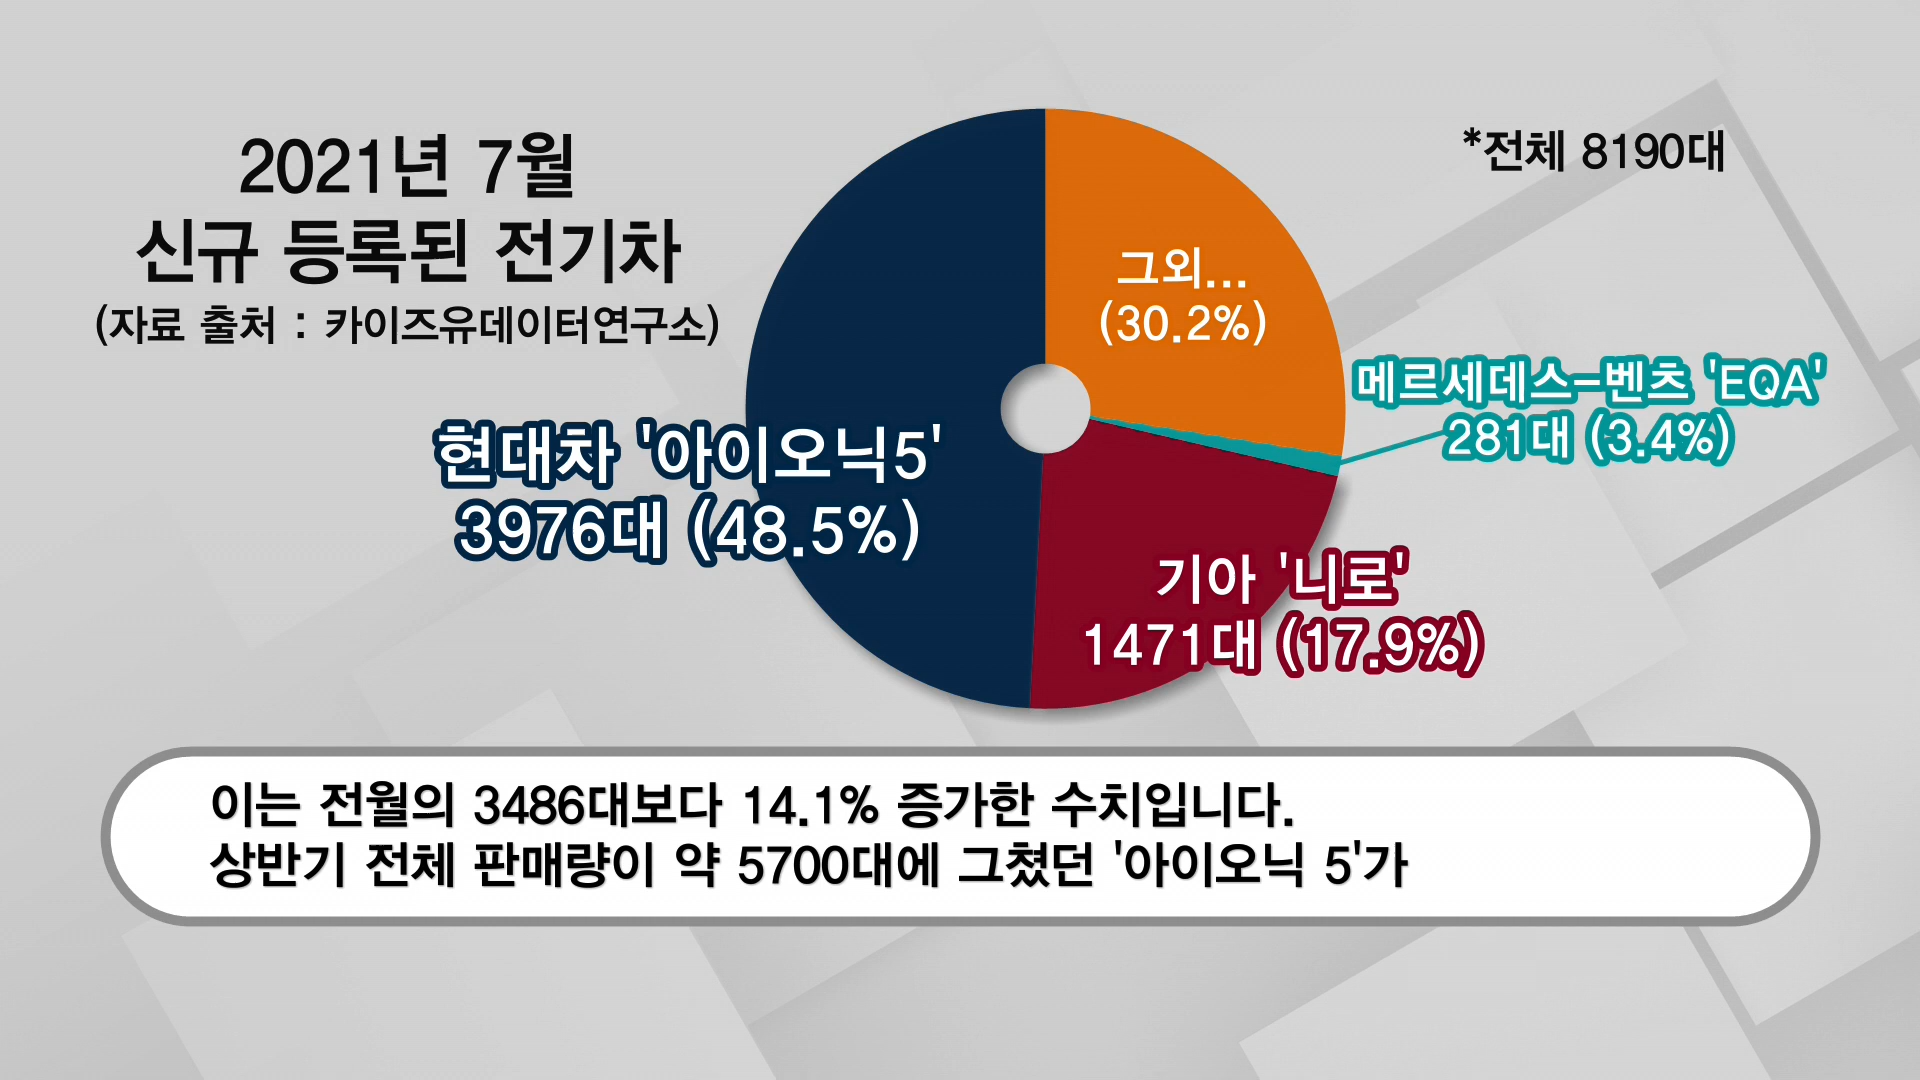 2021년 7월
신규 등록된 전기차
(자료 출처 : 카이즈유데이터연구소)
*전체 8190대
그외...
(30.2%)
메르세데스-벤츠 'EQA'
281대 (3.4%)
현대차 '아이오닉5'
3976대 (48.5%)
기아 '니로'
1471대 (17.9%)
이는 전월의 3486대보다 14.1% 증가한 수치입니다.
상반기 전체 판매량이 약 5700대에 그쳤던 '아이오닉 5'가